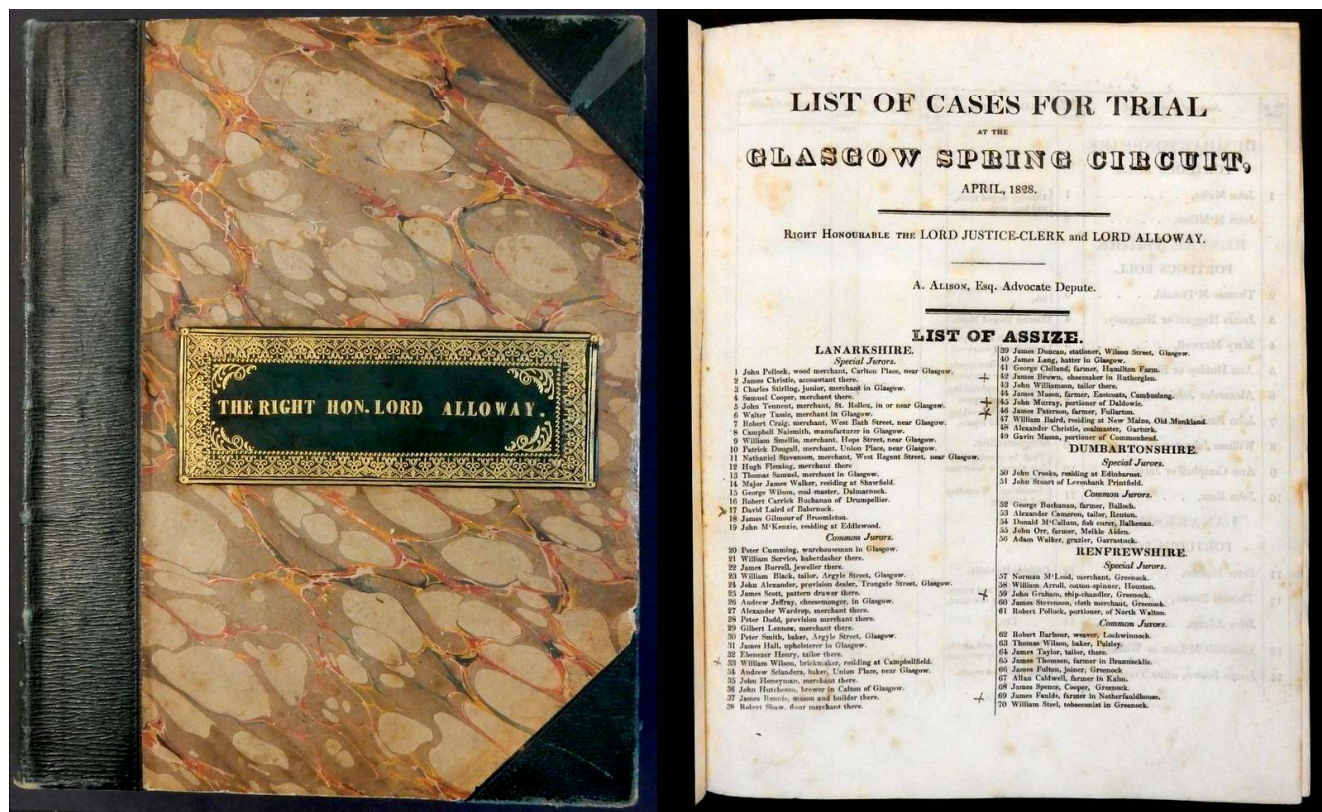 THE RIGHT HON. LORD ALLOWAY.
LIST OF CASES FOR TRIAL
AT THE
GLASGOW SPRING CIRCUIT,
APRIL, 1828.
RIGHT HONOURABLE THE LORD JUSTICE-CLERK and LORD ALLOWAY.
A. ALISON, Esq. Advocate Depute.
LIST OF ASSIZE.
LANARKSHIRE.
Special Jurors.
1 John Pollock, wood merchant, Carlton Place, near Glasgow.
2 James Christie, accountant there.
3 Charles Stirling, junior, merchant in Glasgow.
4 Samuel Cooper, merchant there.
5 John Tennent, merchant, St. Rollox, in or near Glasgow.
6 Walter Tassie, merchant in Glasgow.
7 Robert Craig, merchant, West Bath Street, near Glasgow.
8 Campbell Naismith, manufacturer in Glasgow.
9 William Smellie, merchant, Hope Street, near Glasgow.
10 Patrick Dougall, merchant, Union Place, near Glasgow.
11 Nathaniel Stevenson, merchant, West Regent Street, near Glasgow.
12 Hugh Fleming, merchant there
13 Thomas Samuel, merchant in Glasgow.
14 Major James Walker, residing at Shawfield.
15 George Wilson, coal-master, Dalmarnock.
16 Robert Carrick Buchanan of Drumpellier.
17 David Laird of Balornock.
18 James Gilmour of Broomleton.
19 John M'Kenzie, residing at Eddlewood.
Common Jurors.
20 Peter Cumming, warehouseman in Glasgow.
21 William Service, haberdasher there.
22 James Burrell, jeweller there.
23 William Black, tailor, Argyle Street, Glasgow.
24 John Alexander, provision dealer, Trongate Street, Glasgow.
25 James Scott, pattern drawer there.
26 Andrew Jeffray, cheesemonger, in Glasgow.
27 Alexander Wardrop, merchant there.
28 Peter Dodd, provision merchant there.
29 Gilbert Lennox, merchant there.
30 Peter Smith, baker, Argyle Street, Glasgow.
31 James Hall, upholsterer in Glasgow.
32 Ebenezer Henry, tailor there.
33 William Wilson, brickmaker, residing at Campbellfield.
34 Andrew Selanders, baker, Union Place, near Glasgow.
35 John Honeyman, merchant there.
36 John Hutcheson, brewer in Calton of Glasgow.
37 James Rennie, mason and builder there.
38 Robert Shaw, flour merchant there.
39 James Duncan, stationer, Wilson Street, Glasgow.
40 James Lang, hatter in Glasgow.
41 George Clelland, farmer, Hamilton Farm.
42 James Brown, shoemaker in Rutherglen.
43 John Williamson, tailor there.
44 James Mason, farmer, Eastcoats, Cambuslang.
45 John Murray, portioner of Daldowie.
46 James Paterson, farmer, Fullarton.
47 William Baird, residing at New Mains, Old Monkland.
48 Alexander Christie, coalmaster, Garturk.
49 Gavin Mason, portioner of Commonhead.
DUMBARTONSHIRE.
Special Jurors.
50 John Crooks, residing at Edinbarnet.
51 John Stuart of Levenbank Printfield.
Common Jurors.
52 George Buchanan, farmer, Balloch.
53 Alexander Cameron, tailor, Renton.
54 Donald M'Callum, fish curer, Balhenan.
55 John Orr, farmer, Meikle Aiden.
56 Adam Walker, grazier, Garrastuck.
RENFREWSHIRE.
Special Jurors.
57 Norman M'Leod, merchant, Greenock.
58 William Arroll, cotton-spinner, Houston.
59 John Graham, ship-chandler, Greenock.
60 James Stevenson, cloth merchant, Greenock.
61 Robert Pollock, portioner, of North Walton.
Common Jurors.
62 Robert Barbour, weaver, Lochwinnock.
63 Thomas Wilson, baker, Paisley.
64 James Taylor, tailor, there.
65 James Thomson, farmer in Brannochlie.
66 James Fulton, joiner, Greenock
67 Allan Caldwell, farmer in Kalm.
68 James Spence, Cooper, Greenock.
69 James Faulds, farmer in Netherfauldhouse.
70 William Steel, tobacconist in Greenock.